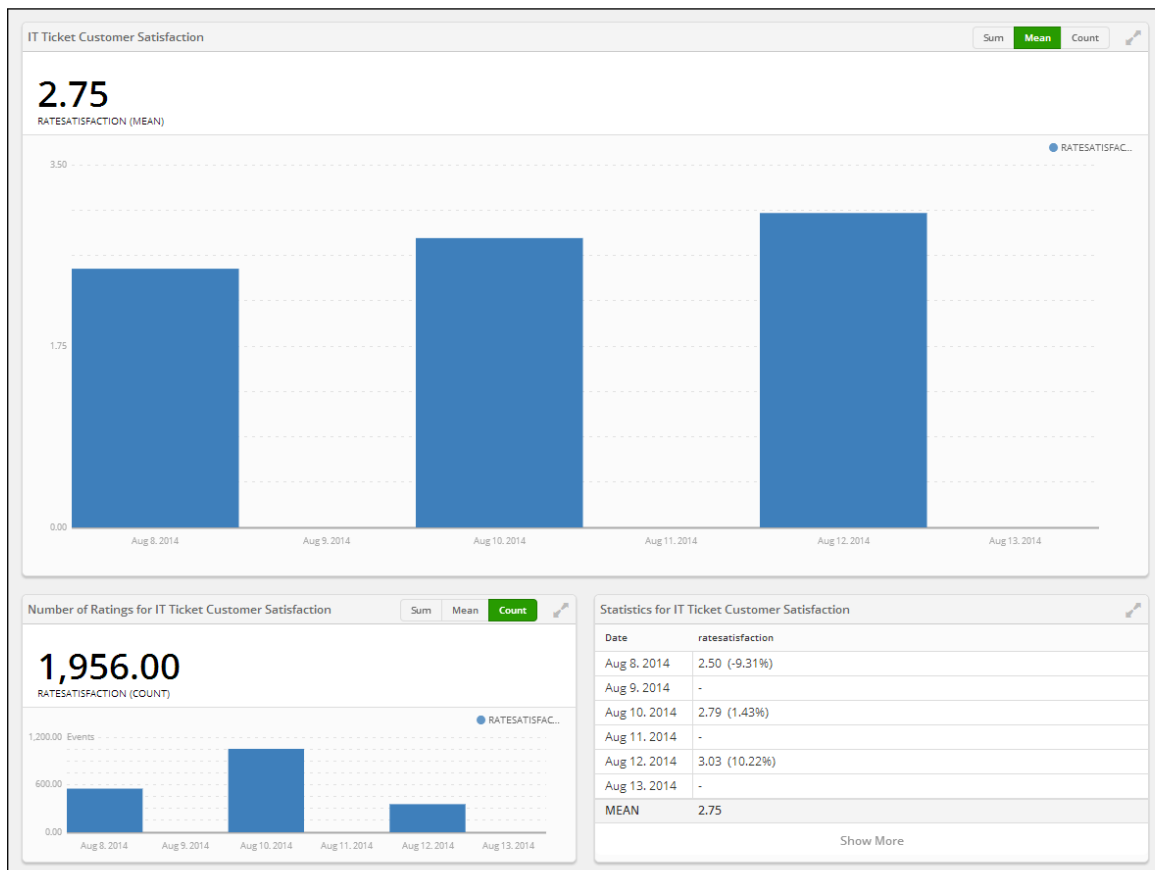 IT Ticket Customer Satisfaction
Sum Mean Count
2.75
RATESATISFACTION (MEAN)
RATESATISFAC...
3.50
1.75
0.00
Aug 8, 2014 Aug 9, 2014 Aug 10, 2014 Aug 11, 2014 Aug 12, 2014 Aug 13, 2014
Number of Ratings for IT Ticket Customer Satisfaction
Sum Mean Count
1,956.00
RATESATISFACTION (COUNT)
RATESATISFAC...
1,200.00 Events
600.00
0.00
Aug 8, 2014 Aug 9, 2014 Aug 10, 2014 Aug 11, 2014 Aug 12, 2014 Aug 13, 2014
Statistics for IT Ticket Customer Satisfaction
Date ratesatisfaction
Aug 8, 2014 2.50 (-9.31%)
Aug 9, 2014 -
Aug 10, 2014 2.79 (1.43%)
Aug 11, 2014 -
Aug 12, 2014 3.03 (10.22%)
Aug 13, 2014 -
MEAN 2.75
Show More